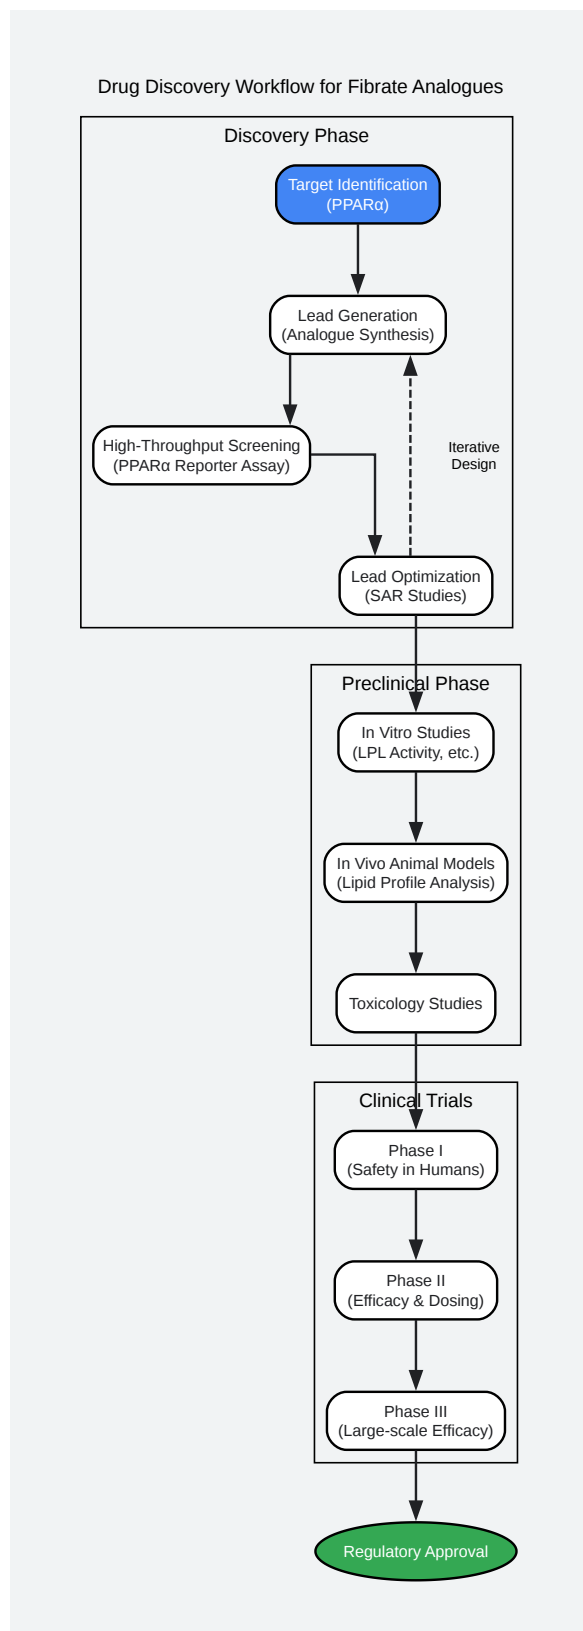 Drug Discovery Workflow for Fibrate Analogues
Discovery Phase
Target Identification
(PPARα)
Lead Generation
(Analogue Synthesis)
High-Throughput Screening
(PPARα Reporter Assay)
Iterative
Design
Lead Optimization
(SAR Studies)
Preclinical Phase
In Vitro Studies
(LPL Activity, etc.)
In Vivo Animal Models
(Lipid Profile Analysis)
Toxicology Studies
Clinical Trials
Phase I
(Safety in Humans)
Phase II
(Efficacy & Dosing)
Phase III
(Large-scale Efficacy)
Regulatory Approval